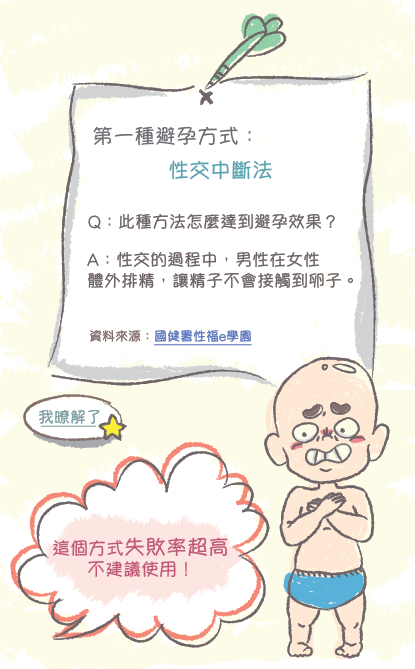 第一種避孕方式：
性交中斷法
Q：此種方法怎麼達到避孕效果？
A：性交的過程中，男性在女性
體外排精，讓精子不會接觸到卵子。
資料來源：國健署性福e學園
我瞭解了
這個方式失敗率超高
不建議使用！